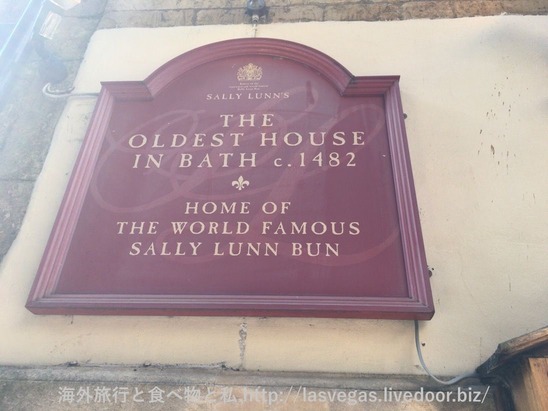 SALLY LUNN'S
THE
OLDEST HOUSE
IN BATH c.1482
HOME OF
THE WORLD FAMOUS
SALLY LUNN BUN
海外旅行と食べ物と私,http://lasvegas.livedoor.biz/